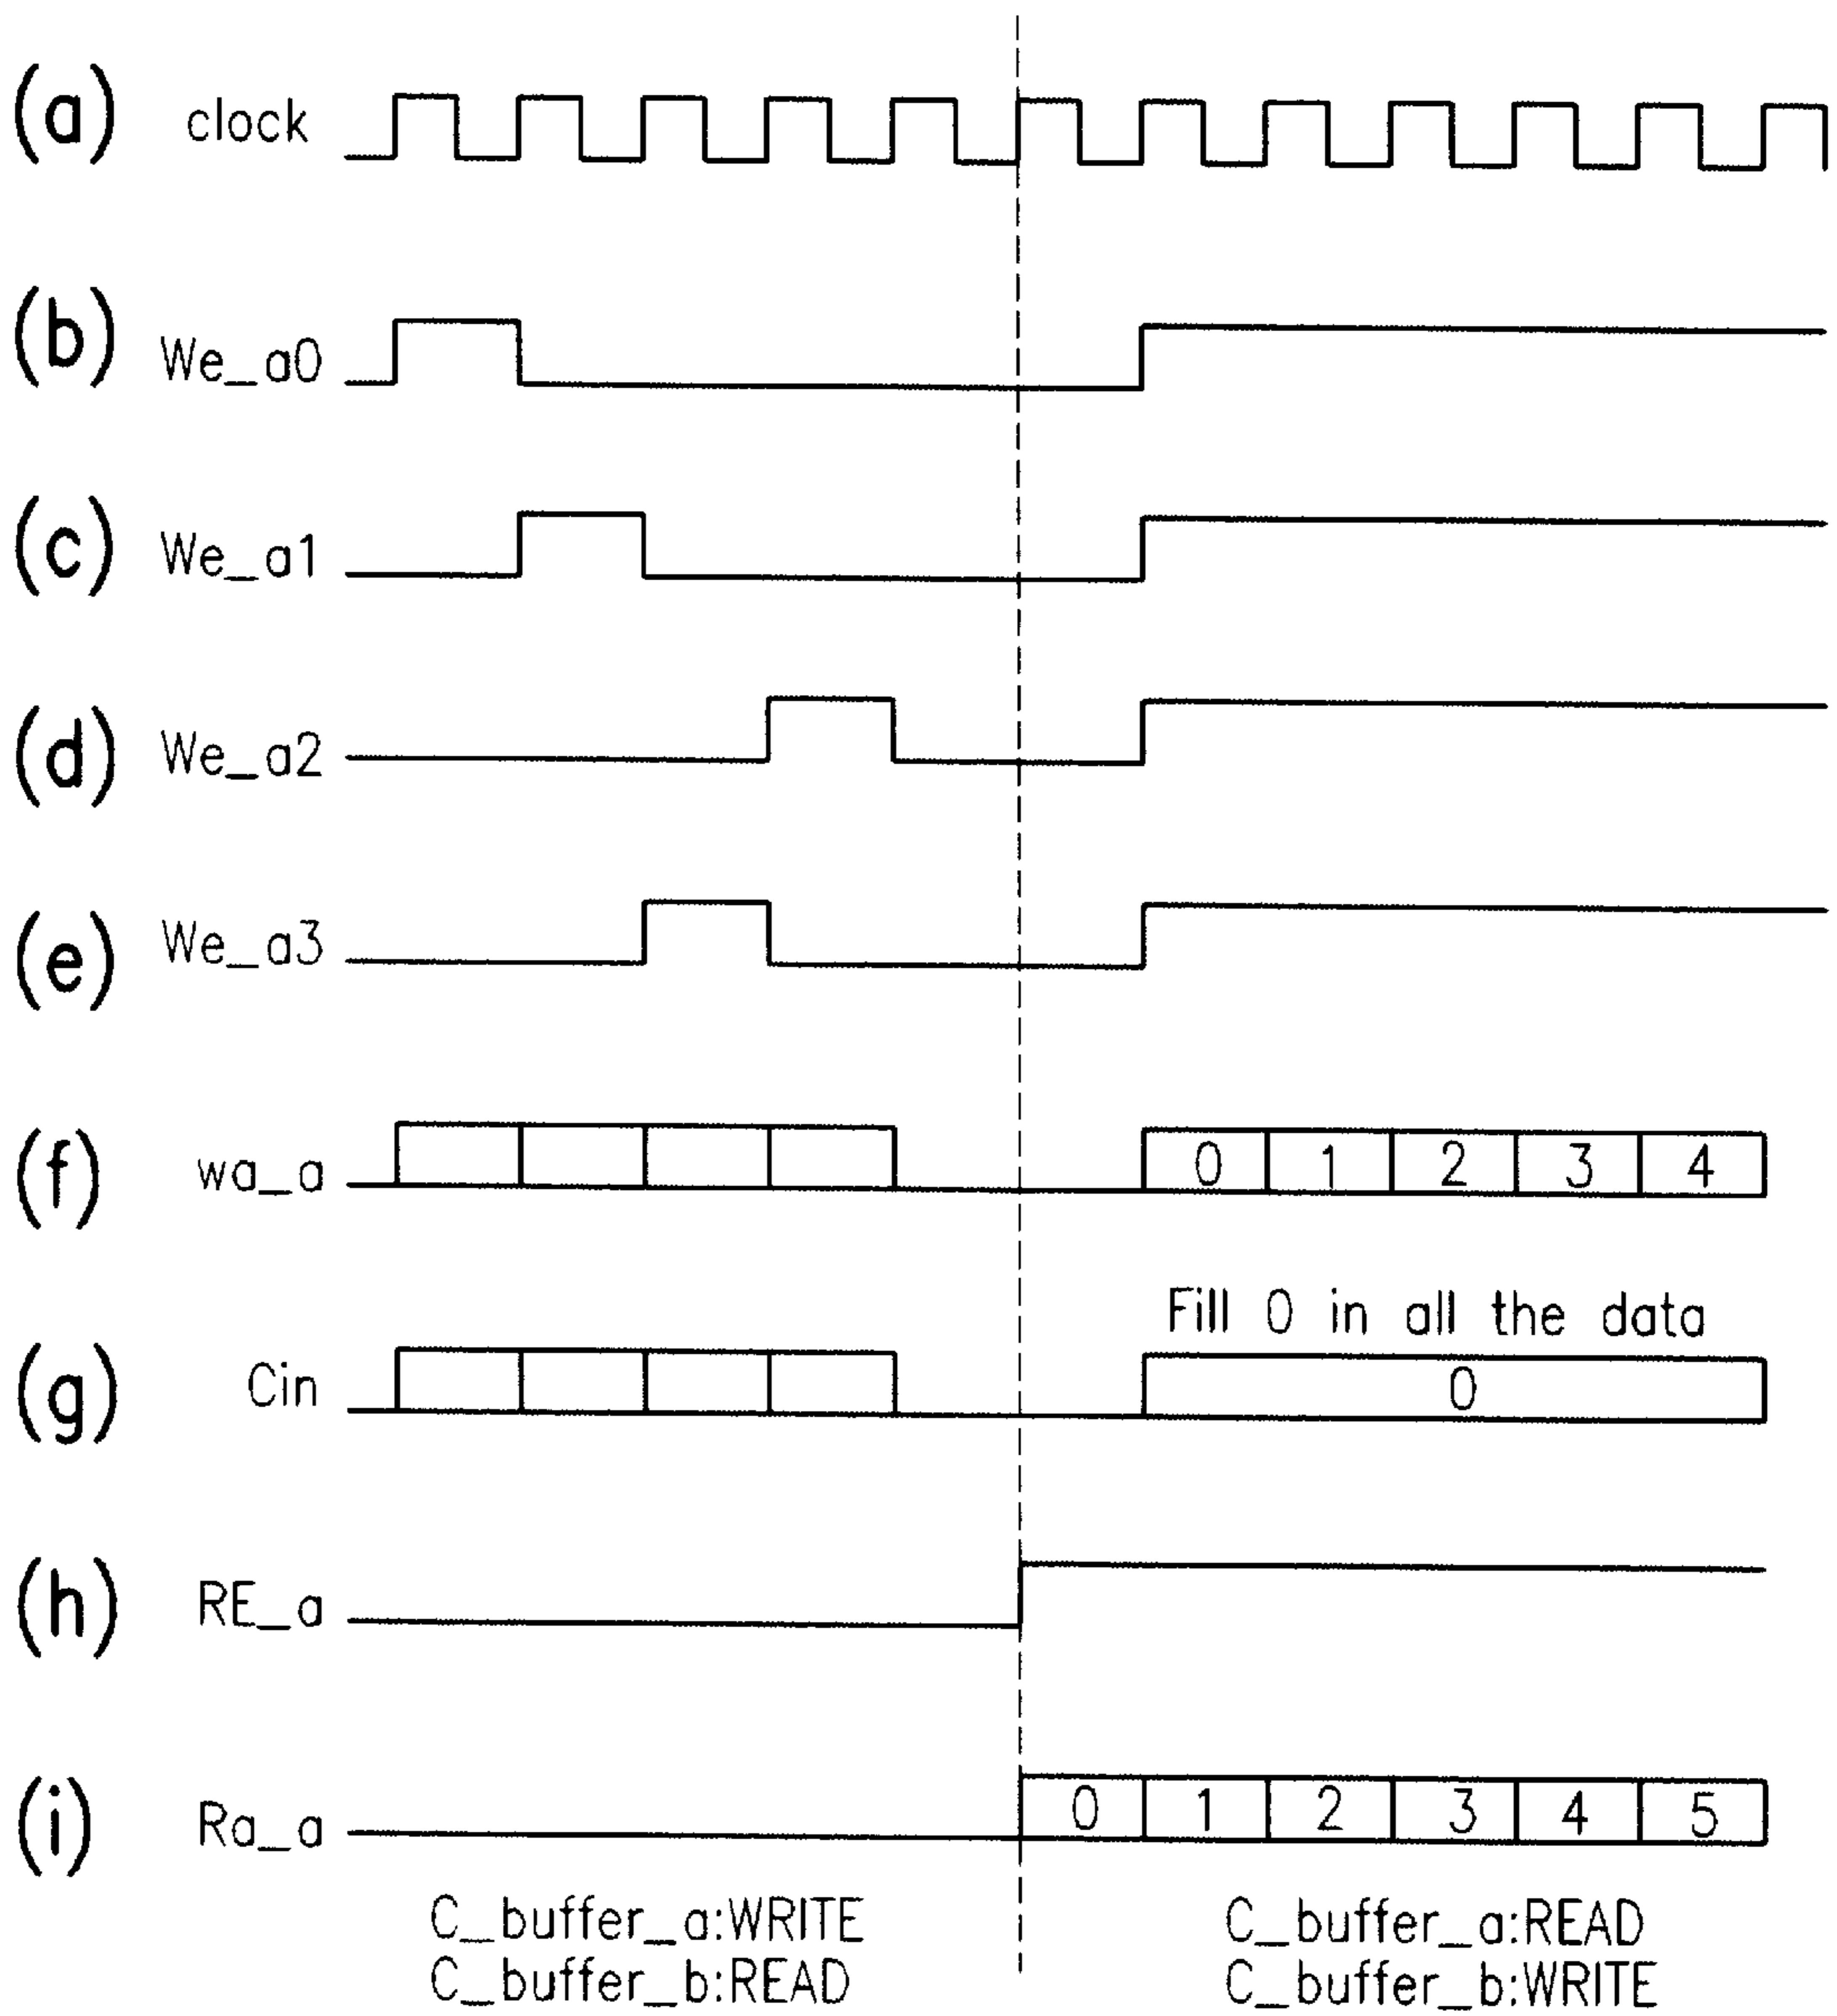 (a) clock
(b) We_a0
(c) We_a1
(d) We_a2
(e) We_a3
(f) wa_a 0 1 2 3 4
Fill 0 in all the data
(g) Cin 0
(h) RE_a
(i) Ra_a 0 1 2 3 4 5
C_buffer_a:WRITE C_buffer_a:READ
C_buffer_b:READ C_buffer_b:WRITE